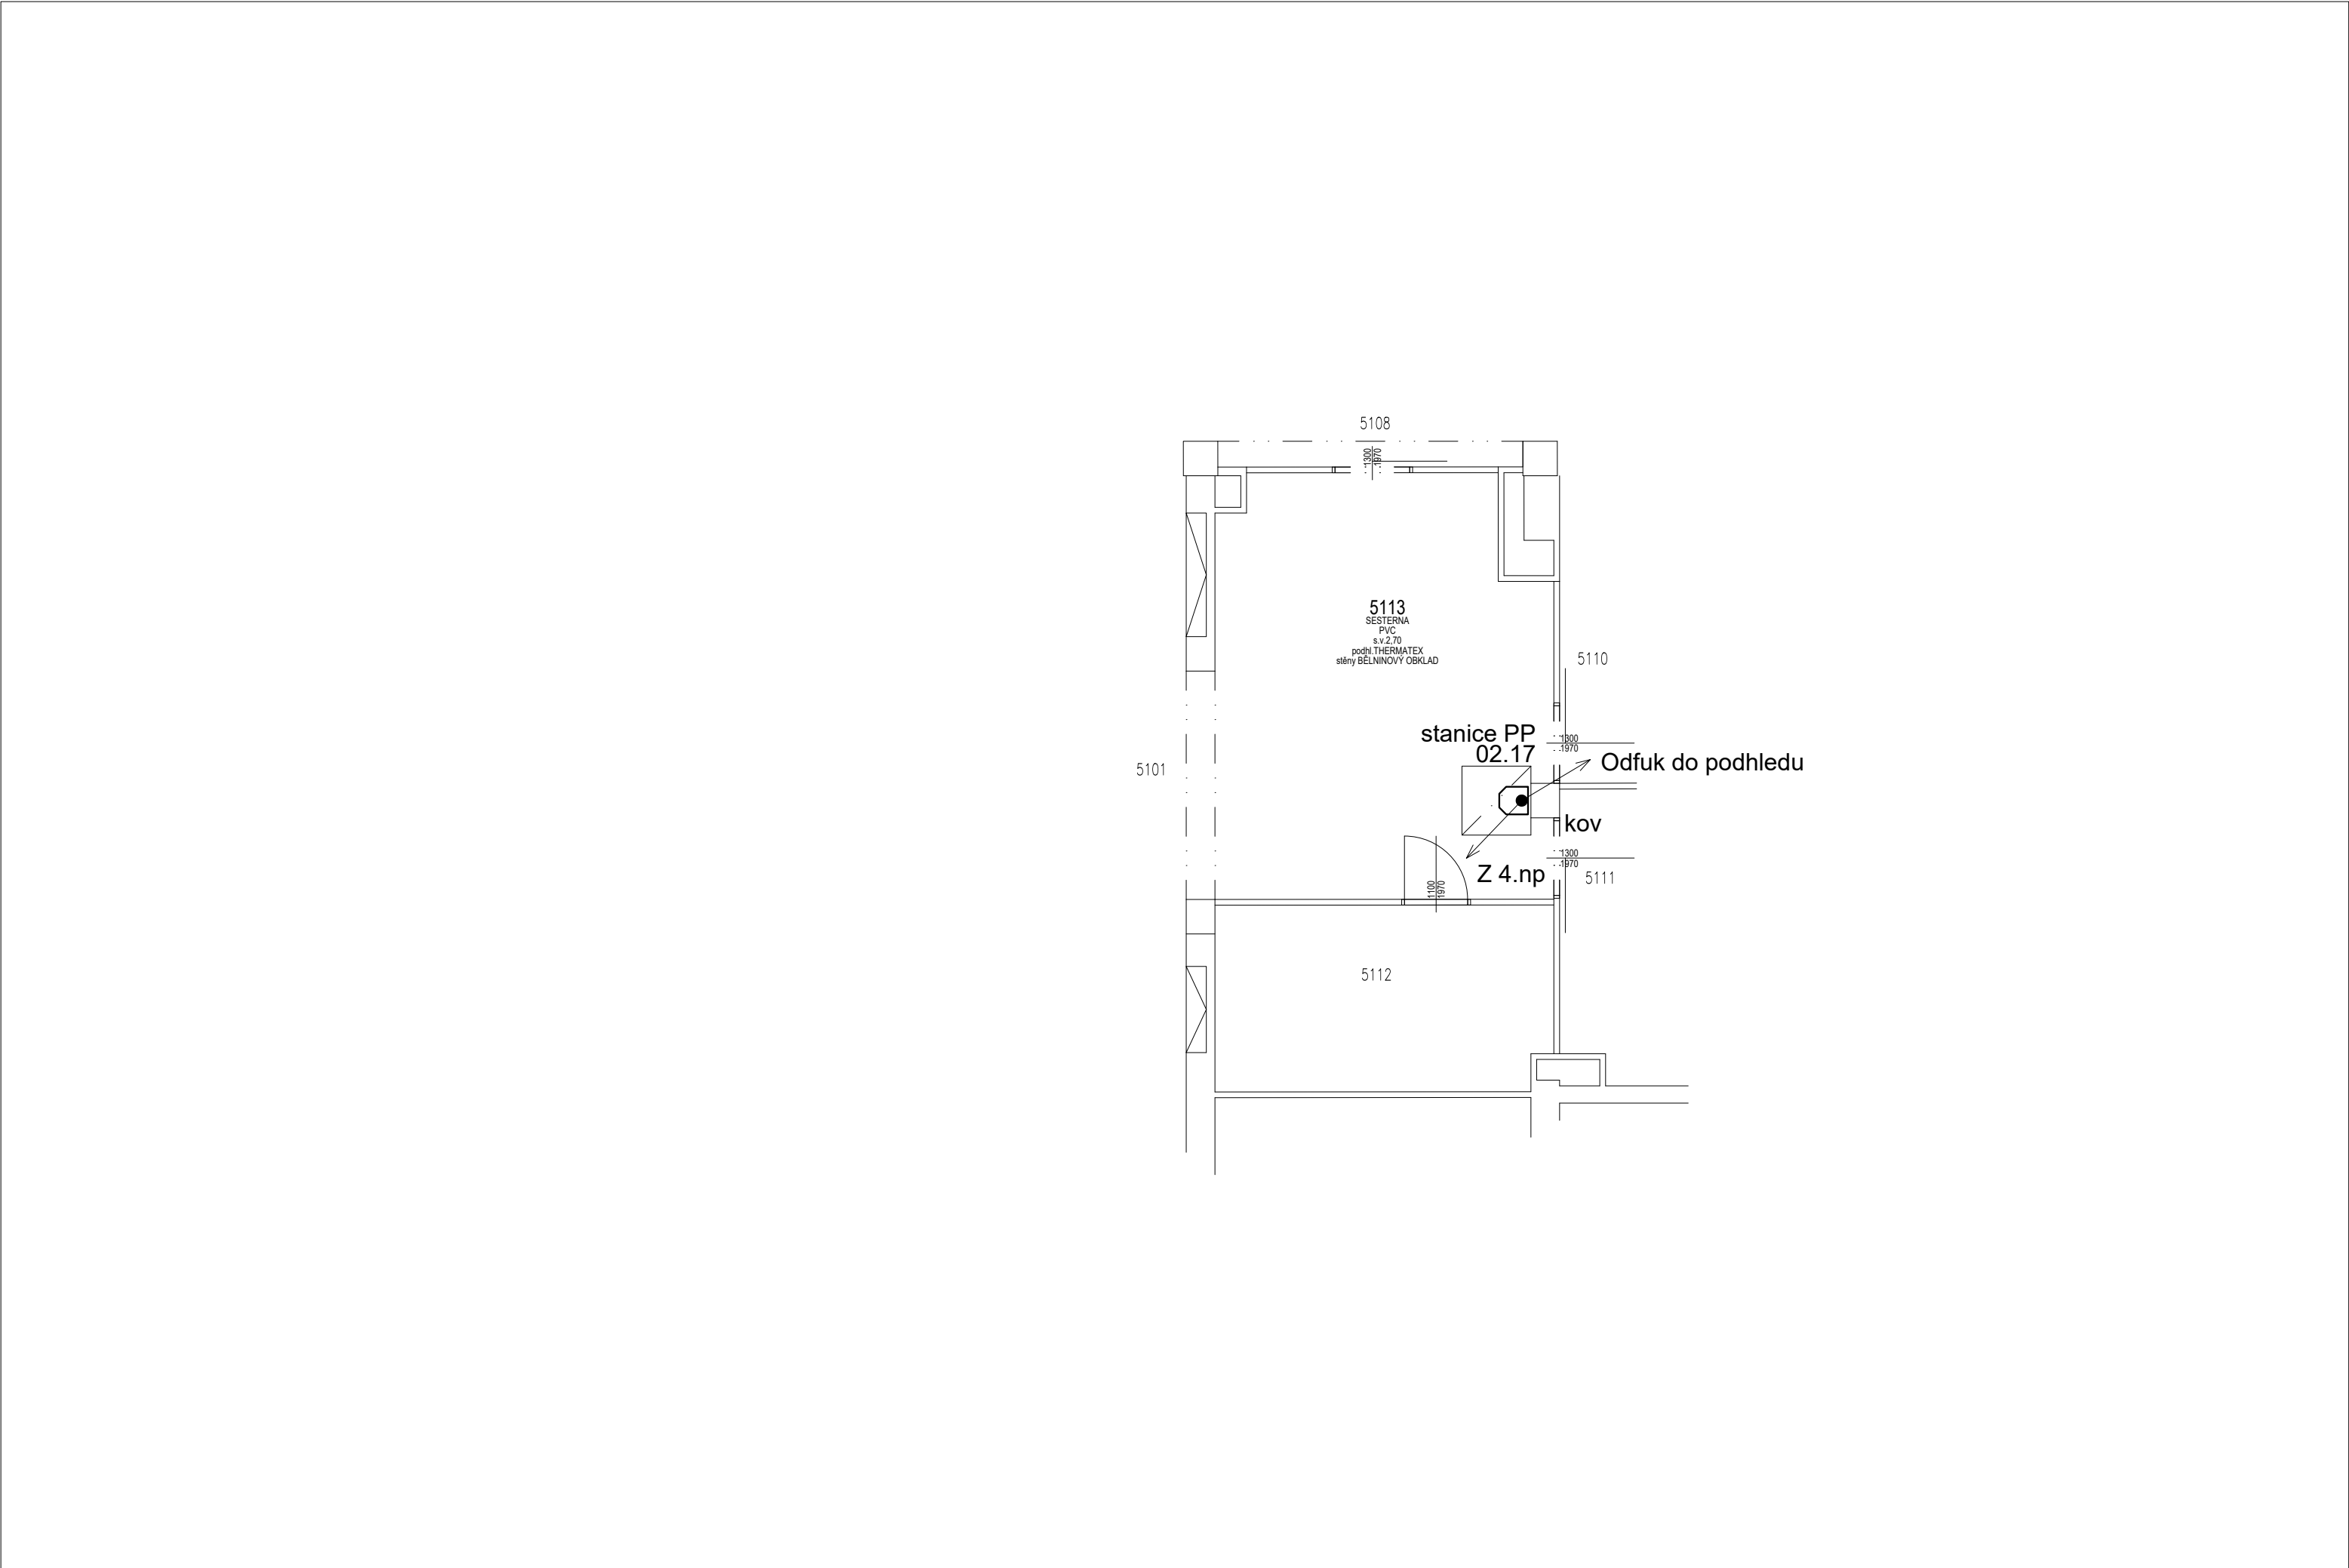 5108
1300
1970
5113
SESTERNA
PVC
s.v.2,70
podhl.THERMATEX
stěny BĚLNINOVÝ OBKLAD
5110
stanice PP
02.17
1300
1970
Odfuk do podhledu
5101
kov
1300
1970
Z 4.np
5111
1100
1970
5112